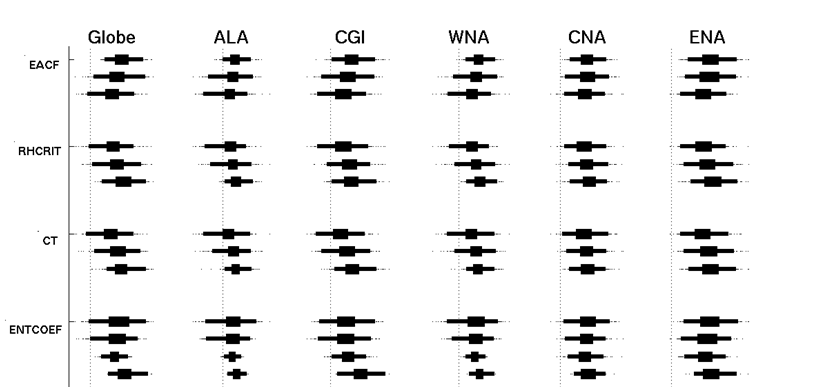 Globe ALA CGI WNA CNA ENA
EACF
RHCRIT
CT
ENTCOEF